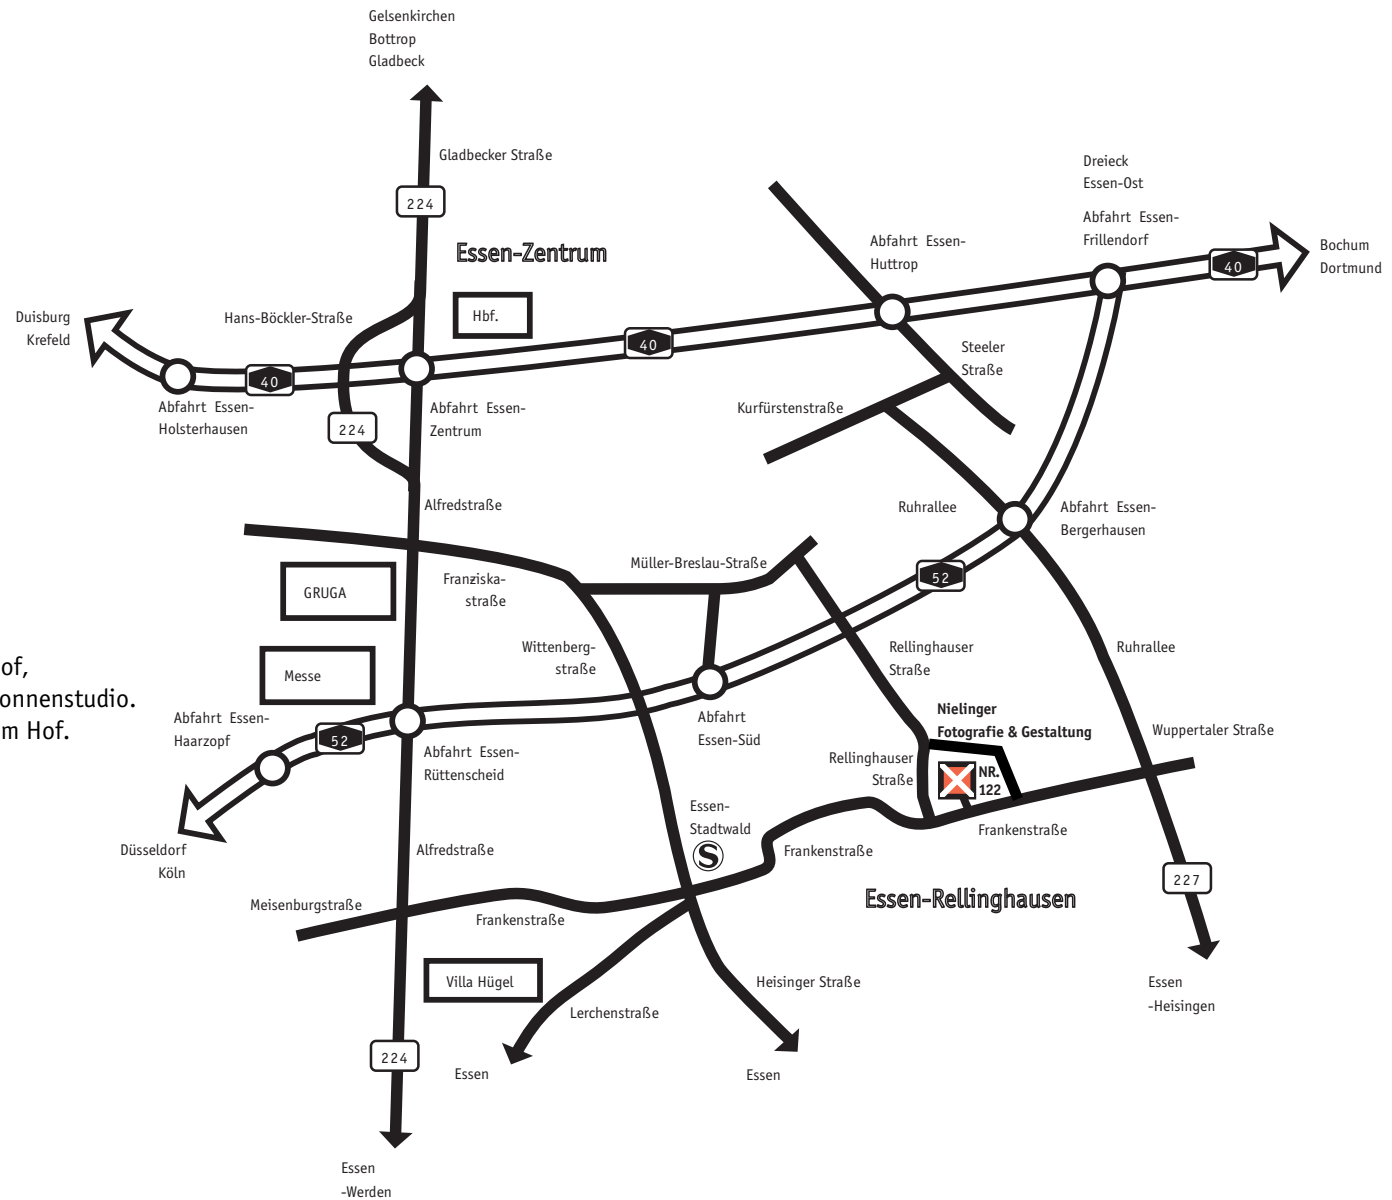 Gelsenkirchen
Bottrop
Gladbeck
Gladbecker Straße
224
Essen-Zentrum
Dreieck
Essen-Ost
Abfahrt Essen-
Frillendorf
Abfahrt Essen-
Huttrop
40
Bochum
Dortmund
Duisburg
Krefeld
Hans-Böckler-Straße
Hbf.
40
40
Steeler
Straße
Abfahrt Essen-
Holsterhausen
224
Abfahrt Essen-
Zentrum
Kurfürstenstraße
Alfredstraße
Ruhrallee
Abfahrt Essen-
Bergerhausen
Müller-Breslau-Straße
52
GRUGA
Franziska-
straße
Wittenberg-
straße
Rellinghauser
Straße
Ruhrallee
of,
onnenstudio.
m Hof.
Messe
Abfahrt Essen-
Haarzopf
52
Abfahrt Essen-
Rüttenscheid
Abfahrt
Essen-Süd
Nielinger
Fotografie & Gestaltung
Wuppertaler Straße
Rellinghauser
Straße
NR.
122
Essen-
Stadtwald
S
Frankenstraße
Düsseldorf
Köln
Alfredstraße
Frankenstraße
227
Meisenburgstraße
Frankenstraße
Essen-Rellinghausen
Villa Hügel
Heisinger Straße
Essen
-Heisingen
Lerchenstraße
224
Essen
Essen
Essen
-Werden